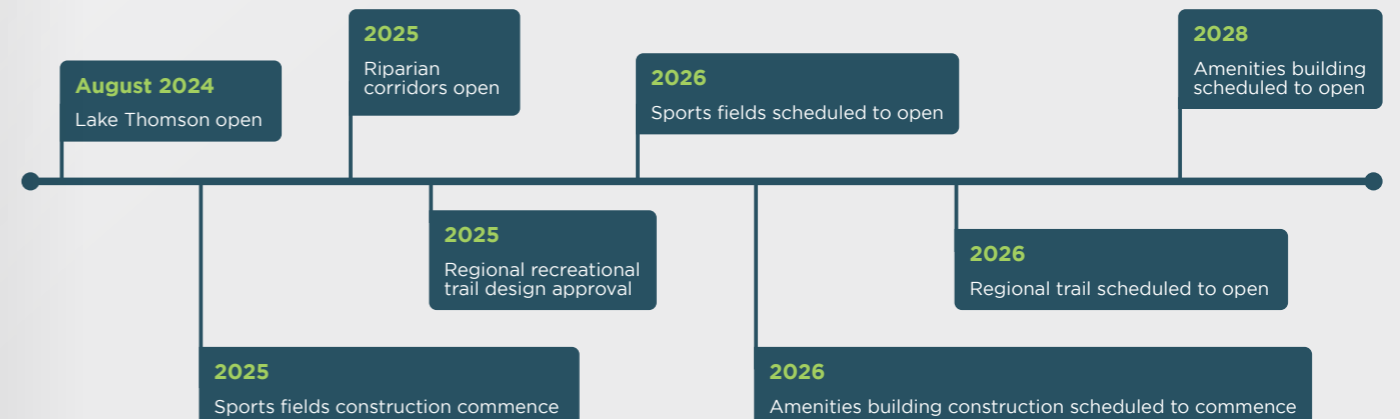 August 2024
Lake Thomson open
2025
Sports fields construction commence
2025
Riparian
corridors open
2025
Regional recreational
trail design approval
2026
Sports fields scheduled to open
2026
Amenities building construction scheduled to commence
2026
Regional trail scheduled to open
2028
Amenities building
scheduled to open